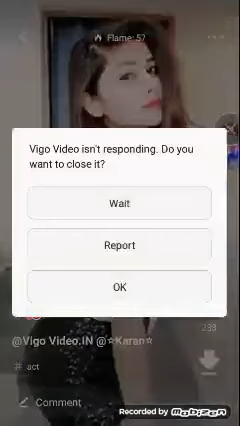 Flame: 57
Vigo Video isn't responding. Do you
want to close it?
Wait
Report
OK
233
@Vigo Video.IN @☆Karan☆
# act
Comment
Recorded by mobizen